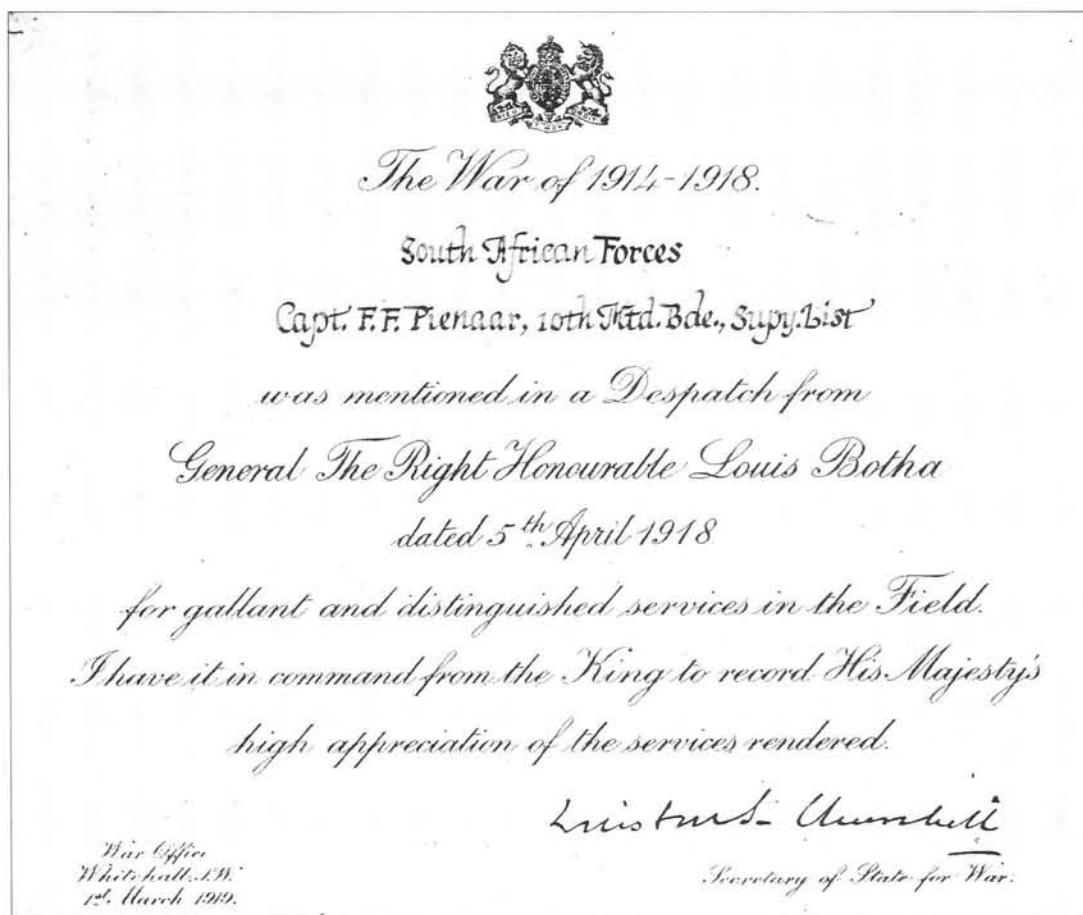 The War of 1914-1918.
South African Forces
Capt. F.F. Pienaar, 10th Mtd. Bde., Supy. List
was mentioned in a Despatch from
General The Right Honourable Louis Botha
dated 5th April 1918
for gallant and distinguished services in the Field.
I have it in command from the King to record His Majesty's
high appreciation of the services rendered.
Winston S. Churchill
War Office
Whitehall, S.W.
1st March 1919.
Secretary of State for War.